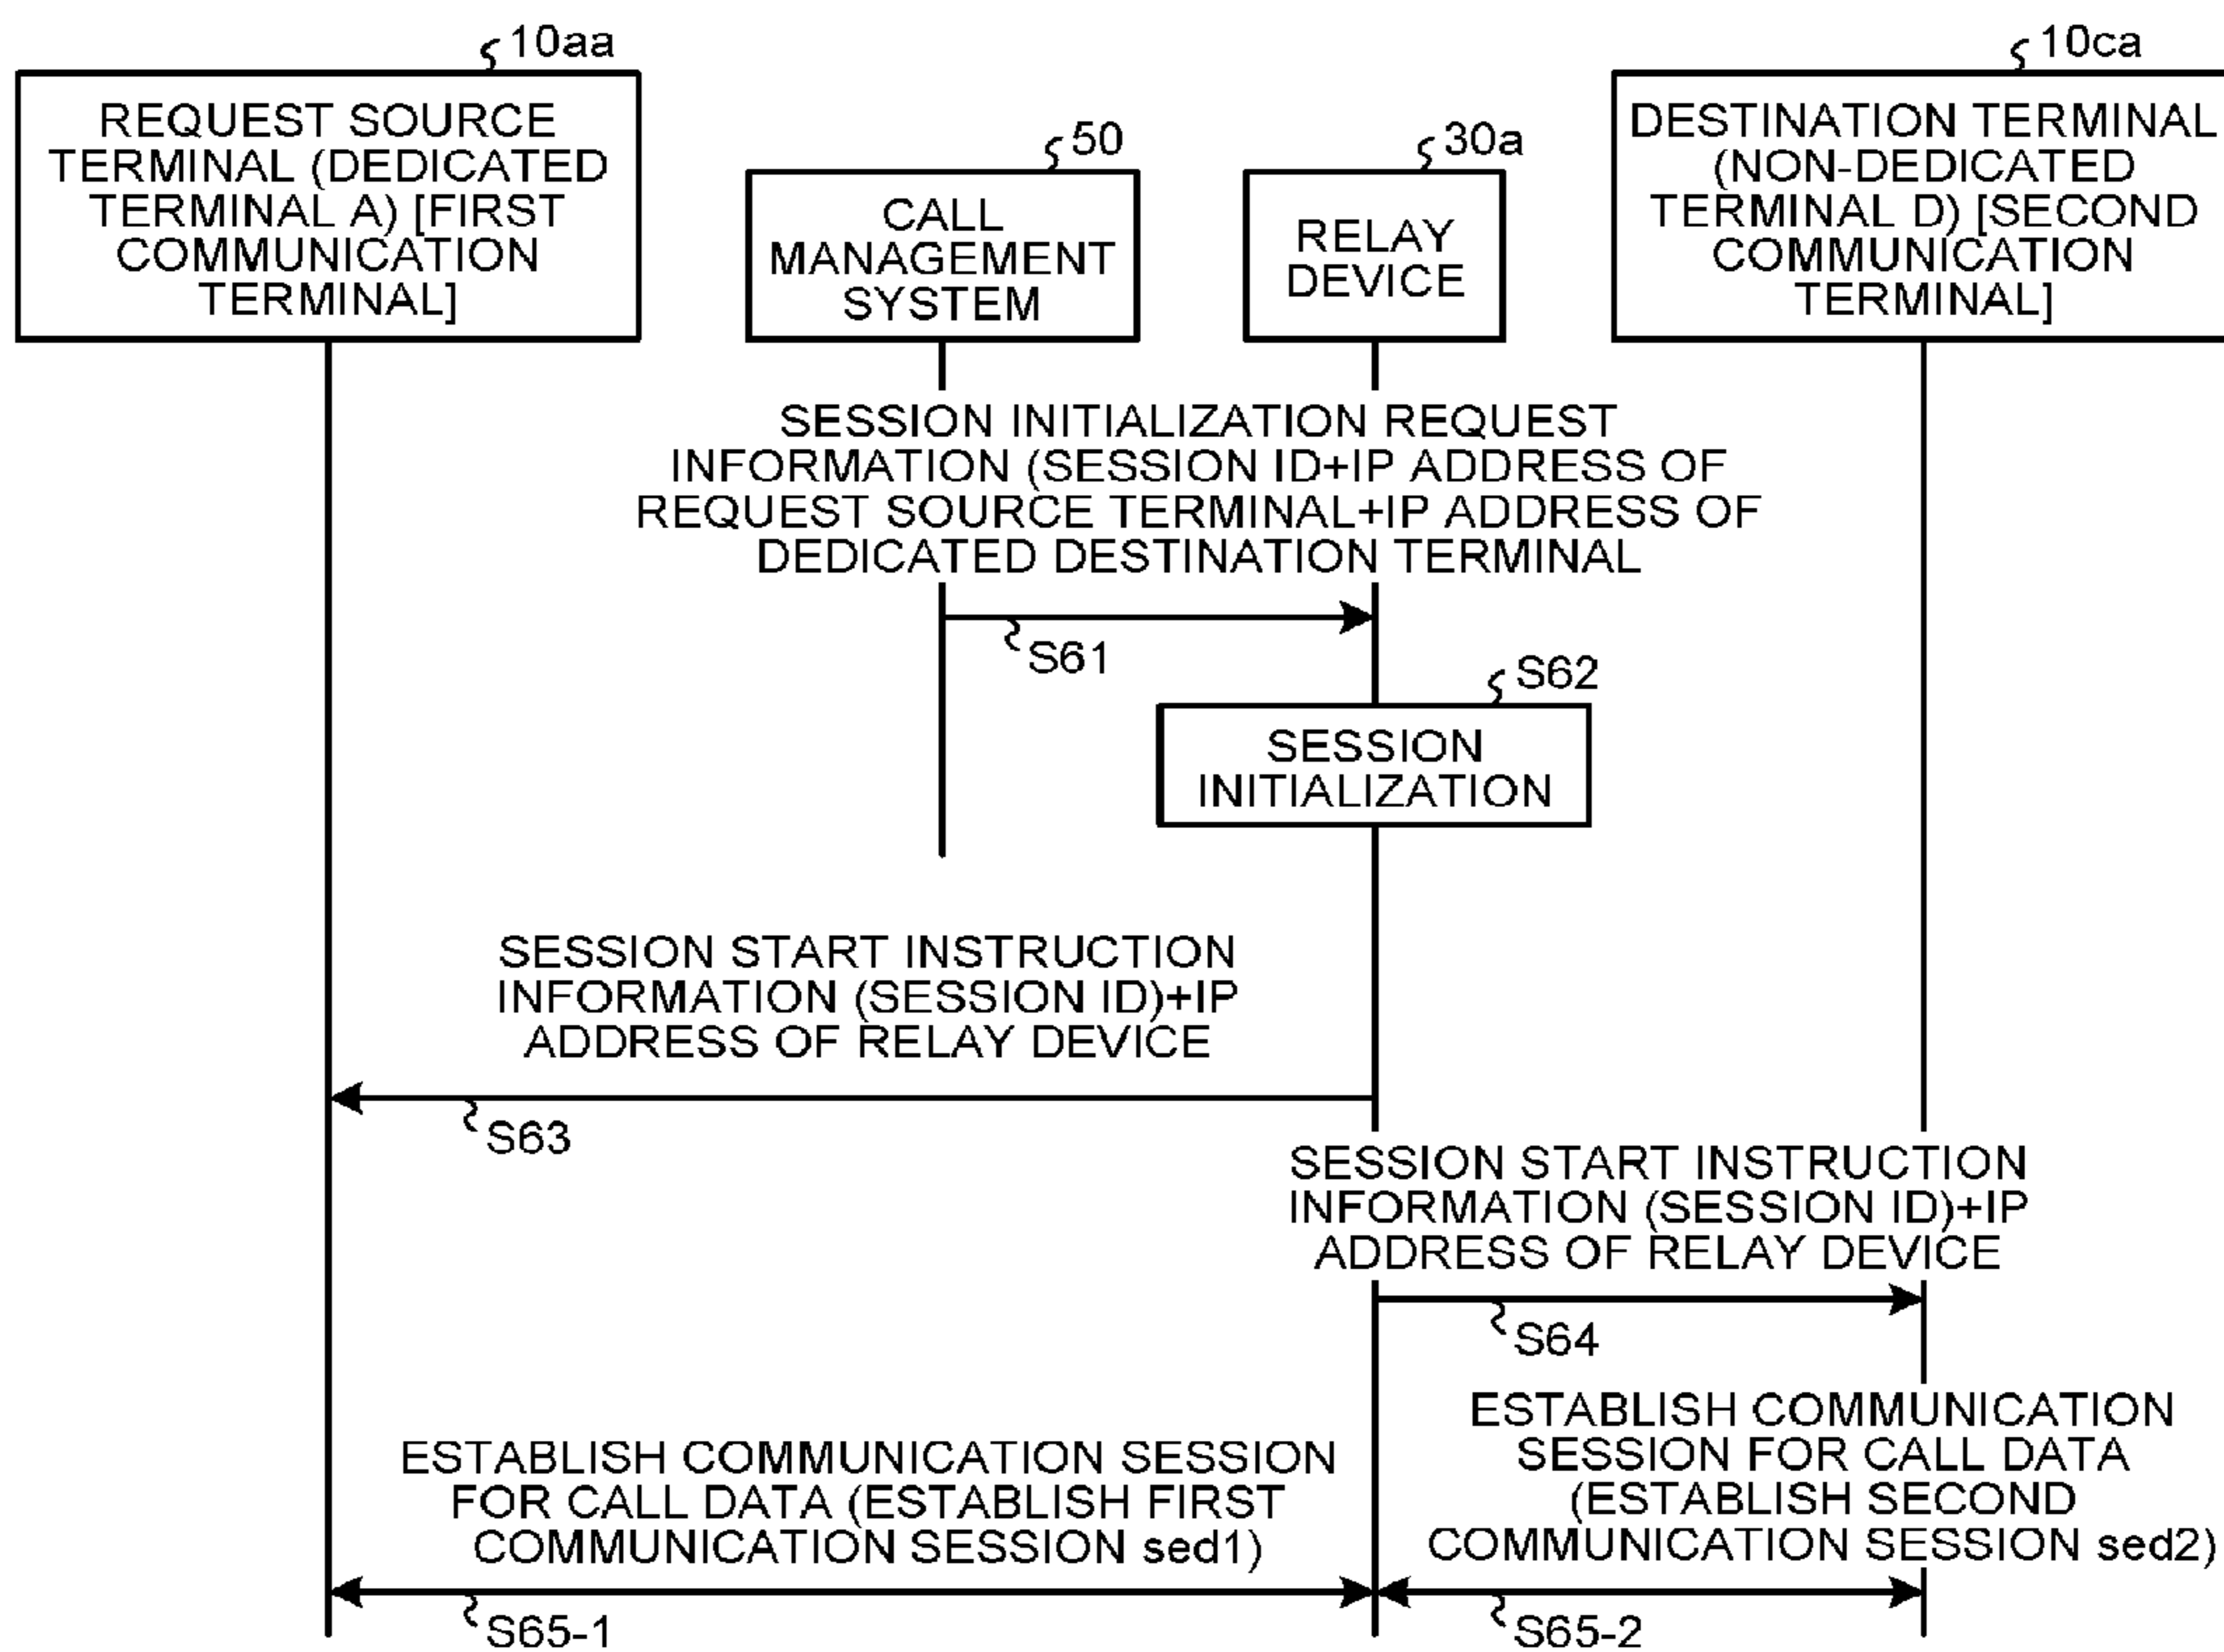 10aa
REQUEST SOURCE
TERMINAL (DEDICATED
TERMINAL A) [FIRST
COMMUNICATION
TERMINAL]
50
CALL
MANAGEMENT
SYSTEM
30a
RELAY
DEVICE
10ca
DESTINATION TERMINAL
(NON-DEDICATED
TERMINAL D) [SECOND
COMMUNICATION
TERMINAL]
SESSION INITIALIZATION REQUEST
INFORMATION (SESSION ID+IP ADDRESS OF
REQUEST SOURCE TERMINAL+IP ADDRESS OF
DEDICATED DESTINATION TERMINAL
S61
S62
SESSION
INITIALIZATION
SESSION START INSTRUCTION
INFORMATION (SESSION ID)+IP
ADDRESS OF RELAY DEVICE
S63
SESSION START INSTRUCTION
INFORMATION (SESSION ID)+IP
ADDRESS OF RELAY DEVICE
S64
ESTABLISH COMMUNICATION SESSION
FOR CALL DATA (ESTABLISH FIRST
COMMUNICATION SESSION sed1)
S65-1
ESTABLISH COMMUNICATION
SESSION FOR CALL DATA
(ESTABLISH SECOND
COMMUNICATION SESSION sed2)
S65-2